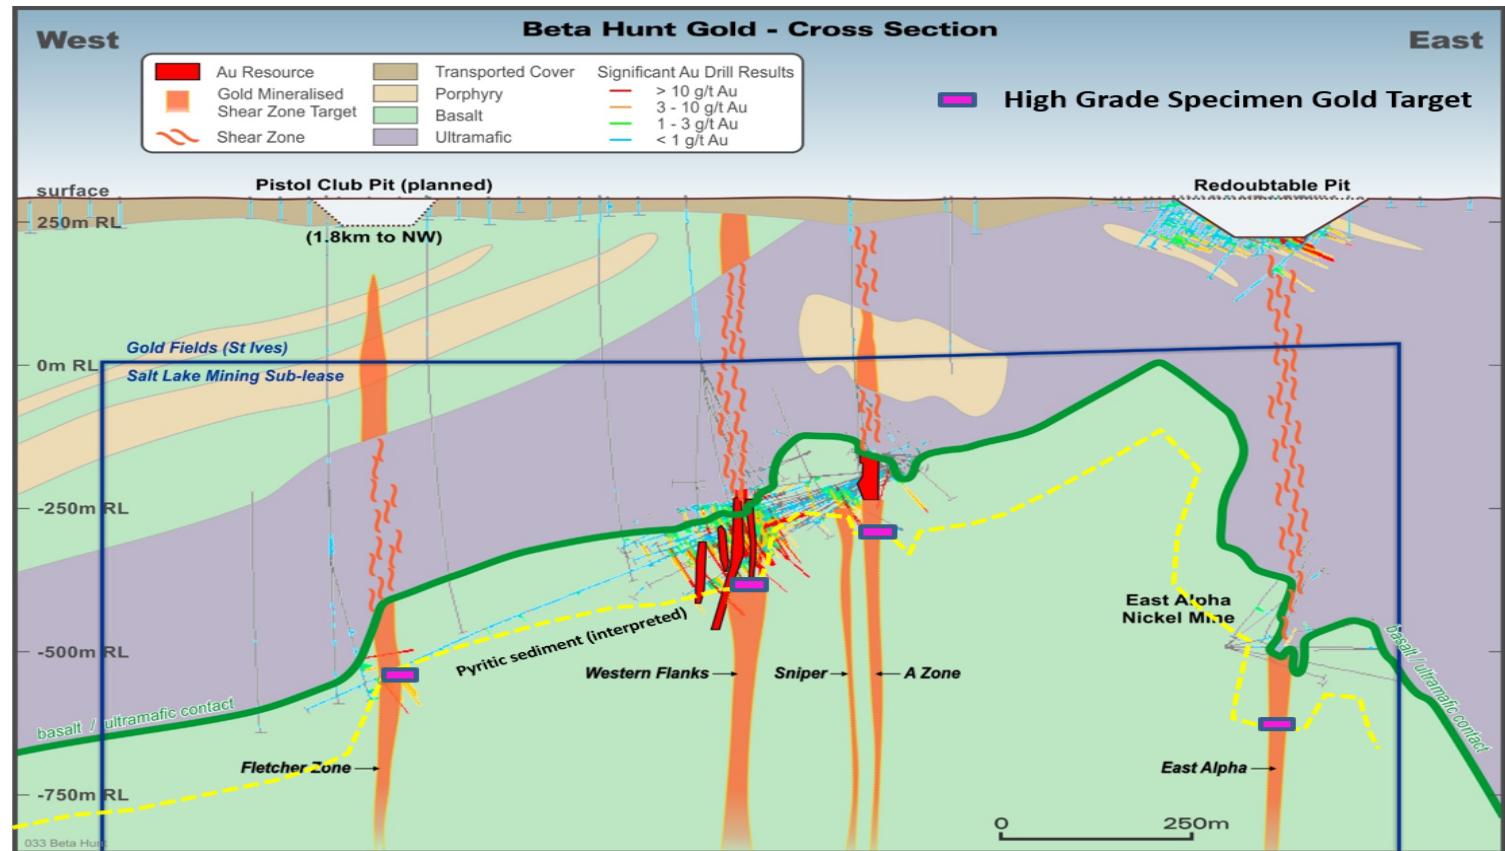 Beta Hunt Gold - Cross Section
West
East
Au Resource
Gold Mineralised
Shear Zone Target
Shear Zone
Transported Cover
Porphyry
Basalt
Ultramafic
Significant Au Drill Results
> 10 g/t Au
3 - 10 g/t Au
1 - 3 g/t Au
< 1 g/t Au
High Grade Specimen Gold Target
surface
Pistol Club Pit (planned)
Redoubtable Pit
250m RL
(1.8km to NW)
Gold Fields (St Ives)
0m RL
Salt Lake Mining Sub-lease
-250m RL
East Alpha
Nickel Mine
Pyritic sediment (interpreted)
-500m RL
Western Flanks
Sniper
A Zone
basalt / ultramafic contact
basalt / ultramafic contact
Fletcher Zone
East Alpha
-750m RL
0
250m
033 Beta Hunt